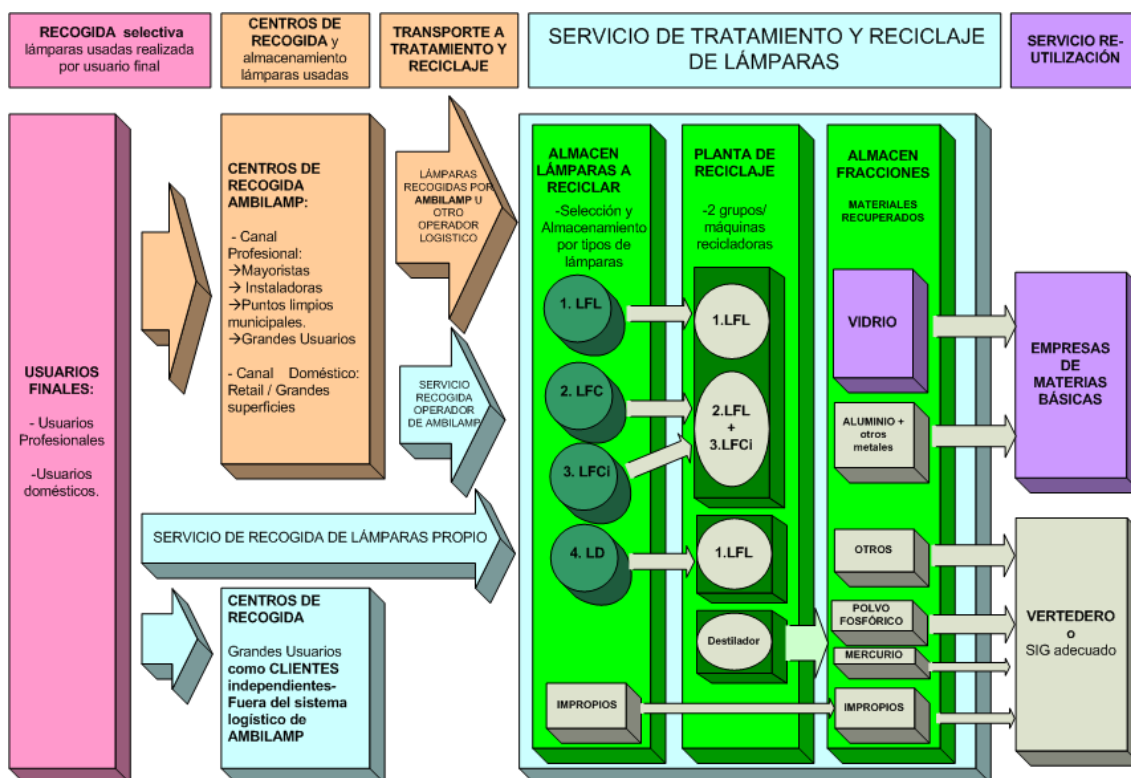 RECOGIDA selectiva
lámparas usadas realizada
por usuario final
CENTROS DE
RECOGIDA y
almacenamiento
lámparas usadas
TRANSPORTE A
TRATAMIENTO Y
RECICLAJE
SERVICIO DE TRATAMIENTO Y RECICLAJE
DE LÁMPARAS
SERVICIO RE-
UTILIZACIÓN
USUARIOS
FINALES:
- Usuarios
Profesionales
-Usuarios
domésticos.
CENTROS DE
RECOGIDA
AMBILAMP:
- Canal
Profesional:
→Mayoristas
→ Instaladoras
→Puntos limpios
municipales.
→Grandes Usuarios
- Canal Doméstico:
Retail / Grandes
superficies
LÁMPARAS
RECOGIDAS POR
AMBILAMP U
OTRO
OPERADOR
LOGISTICO
SERVICIO
RECOGIDA
OPERADOR
DE AMBILAMP
SERVICIO DE RECOGIDA DE LÁMPARAS PROPIO
CENTROS DE
RECOGIDA
Grandes Usuarios
como CLIENTES
independientes-
Fuera del sistema
logístico de
AMBILAMP
ALMACEN
LÁMPARAS A
RECICLAR
-Selección y
Almacenamiento
por tipos de
lámparas
1. LFL
2. LFC
3. LFCi
4. LD
IMPROPIOS
PLANTA DE
RECICLAJE
-2 grupos/
máquinas
recicladoras
1.LFL
2.LFL
+
3.LFCi
1.LFL
Destilador
ALMACEN
FRACCIONES
MATERIALES
RECUPERADOS
VIDRIO
ALUMINIO +
otros
metales
OTROS
POLVO
FOSFÓRICO
MERCURIO
IMPROPIOS
EMPRESAS
DE
MATERIAS
BÁSICAS
VERTEDERO
o
SIG adecuado